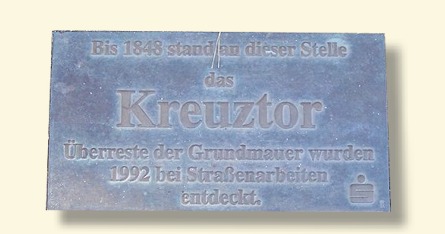 Bis 1848 stand an dieser Stelle
das
Kreuztor
Überreste der Grundmauer wurden
1992 bei Straßenarbeiten
entdeckt.